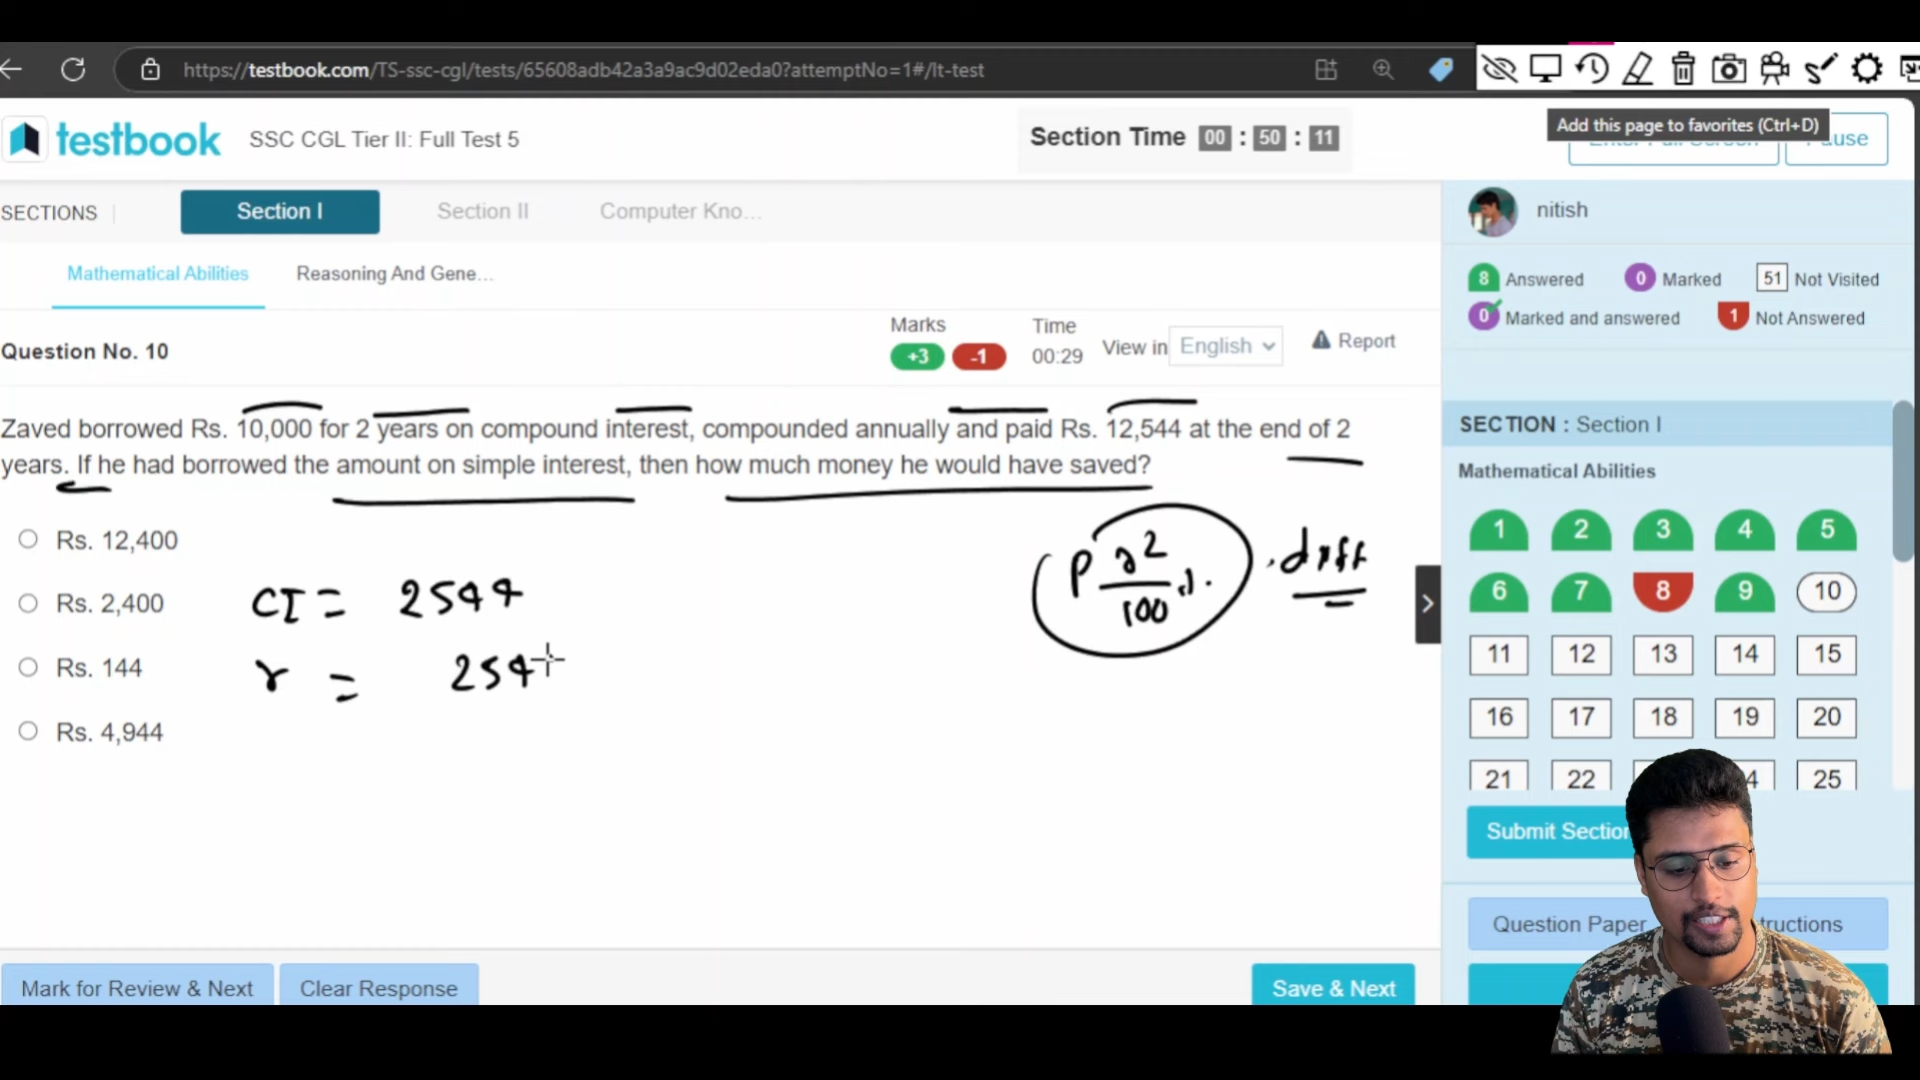 https://testbook.com/TS-ssc-cgl/tests/65608adb42a3a9ac9d02eda0?attemptNo=1#/lt-test
Add this page to favorites (Ctrl+D)
testbook
SSC CGL Tier II: Full Test 5
Section Time 00 : 50 : 11
Enter Full Screen
Pause
SECTIONS
Section I
Section II
Computer Kno...
nitish
Mathematical Abilities
Reasoning And Gene...
8 Answered
0 Marked
51 Not Visited
0 Marked and answered
1 Not Answered
Question No. 10
Marks
+3 -1
Time
00:29
View in English
Report
Zaved borrowed Rs. 10,000 for 2 years on compound interest, compounded annually and paid Rs. 12,544 at the end of 2
years. If he had borrowed the amount on simple interest, then how much money he would have saved?
Rs. 12,400
Rs. 2,400
Rs. 144
Rs. 4,944
CI = 2544
r = 254
P r2
100
diff
SECTION : Section I
Mathematical Abilities
1 2 3 4 5
6 7 8 9 10
11 12 13 14 15
16 17 18 19 20
21 22 4 25
Submit Section
Question Paper
tructions
Mark for Review & Next
Clear Response
Save & Next